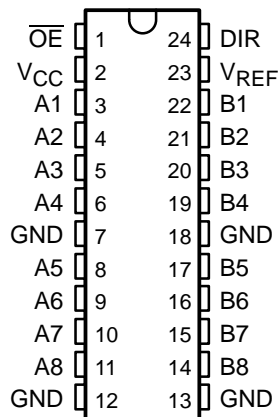 O̅E̅ 1 24 DIR
VCC 2 23 VREF
A1 3 22 B1
A2 4 21 B2
A3 5 20 B3
A4 6 19 B4
GND 7 18 GND
A5 8 17 B5
A6 9 16 B6
A7 10 15 B7
A8 11 14 B8
GND 12 13 GND